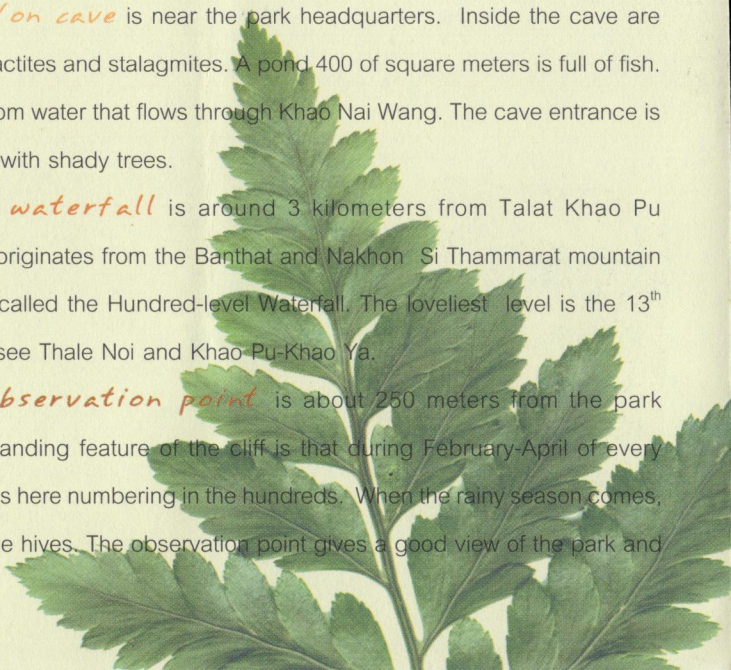 on cave is near the park headquarters. Inside the cave are
actites and stalagmites. A pond 400 of square meters is full of fish.
om water that flows through Khao Nai Wang. The cave entrance is
with shady trees.
waterfall is around 3 kilometers from Talat Khao Pu
originates from the Banthat and Nakhon Si Thammarat mountain
called the Hundred-level Waterfall. The loveliest level is the 13th
see Thale Noi and Khao Pu-Khao Ya.
bservation point is about 250 meters from the park
anding feature of the cliff is that during February-April of every
s here numbering in the hundreds. When the rainy season comes,
e hives. The observation point gives a good view of the park and